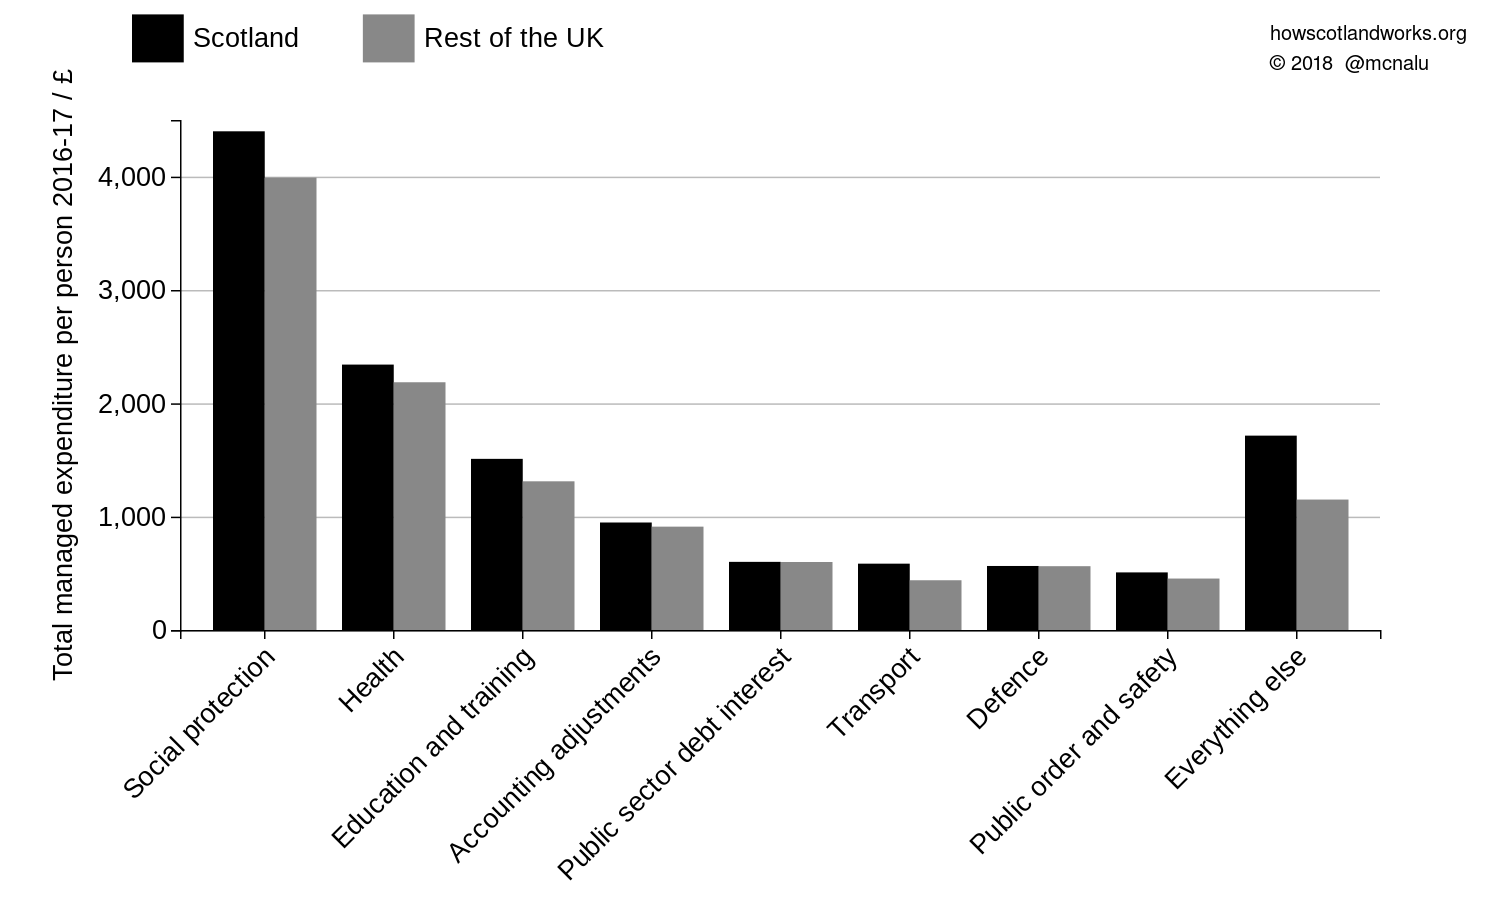 Scotland
Rest of the UK
howscotlandworks.org
© 2018 @mcnalu
Total managed expenditure per person 2016-17 / £
4,000
3,000
2,000
1,000
0
Social protection
Health
Education and training
Accounting adjustments
Public sector debt interest
Transport
Defence
Public order and safety
Everything else